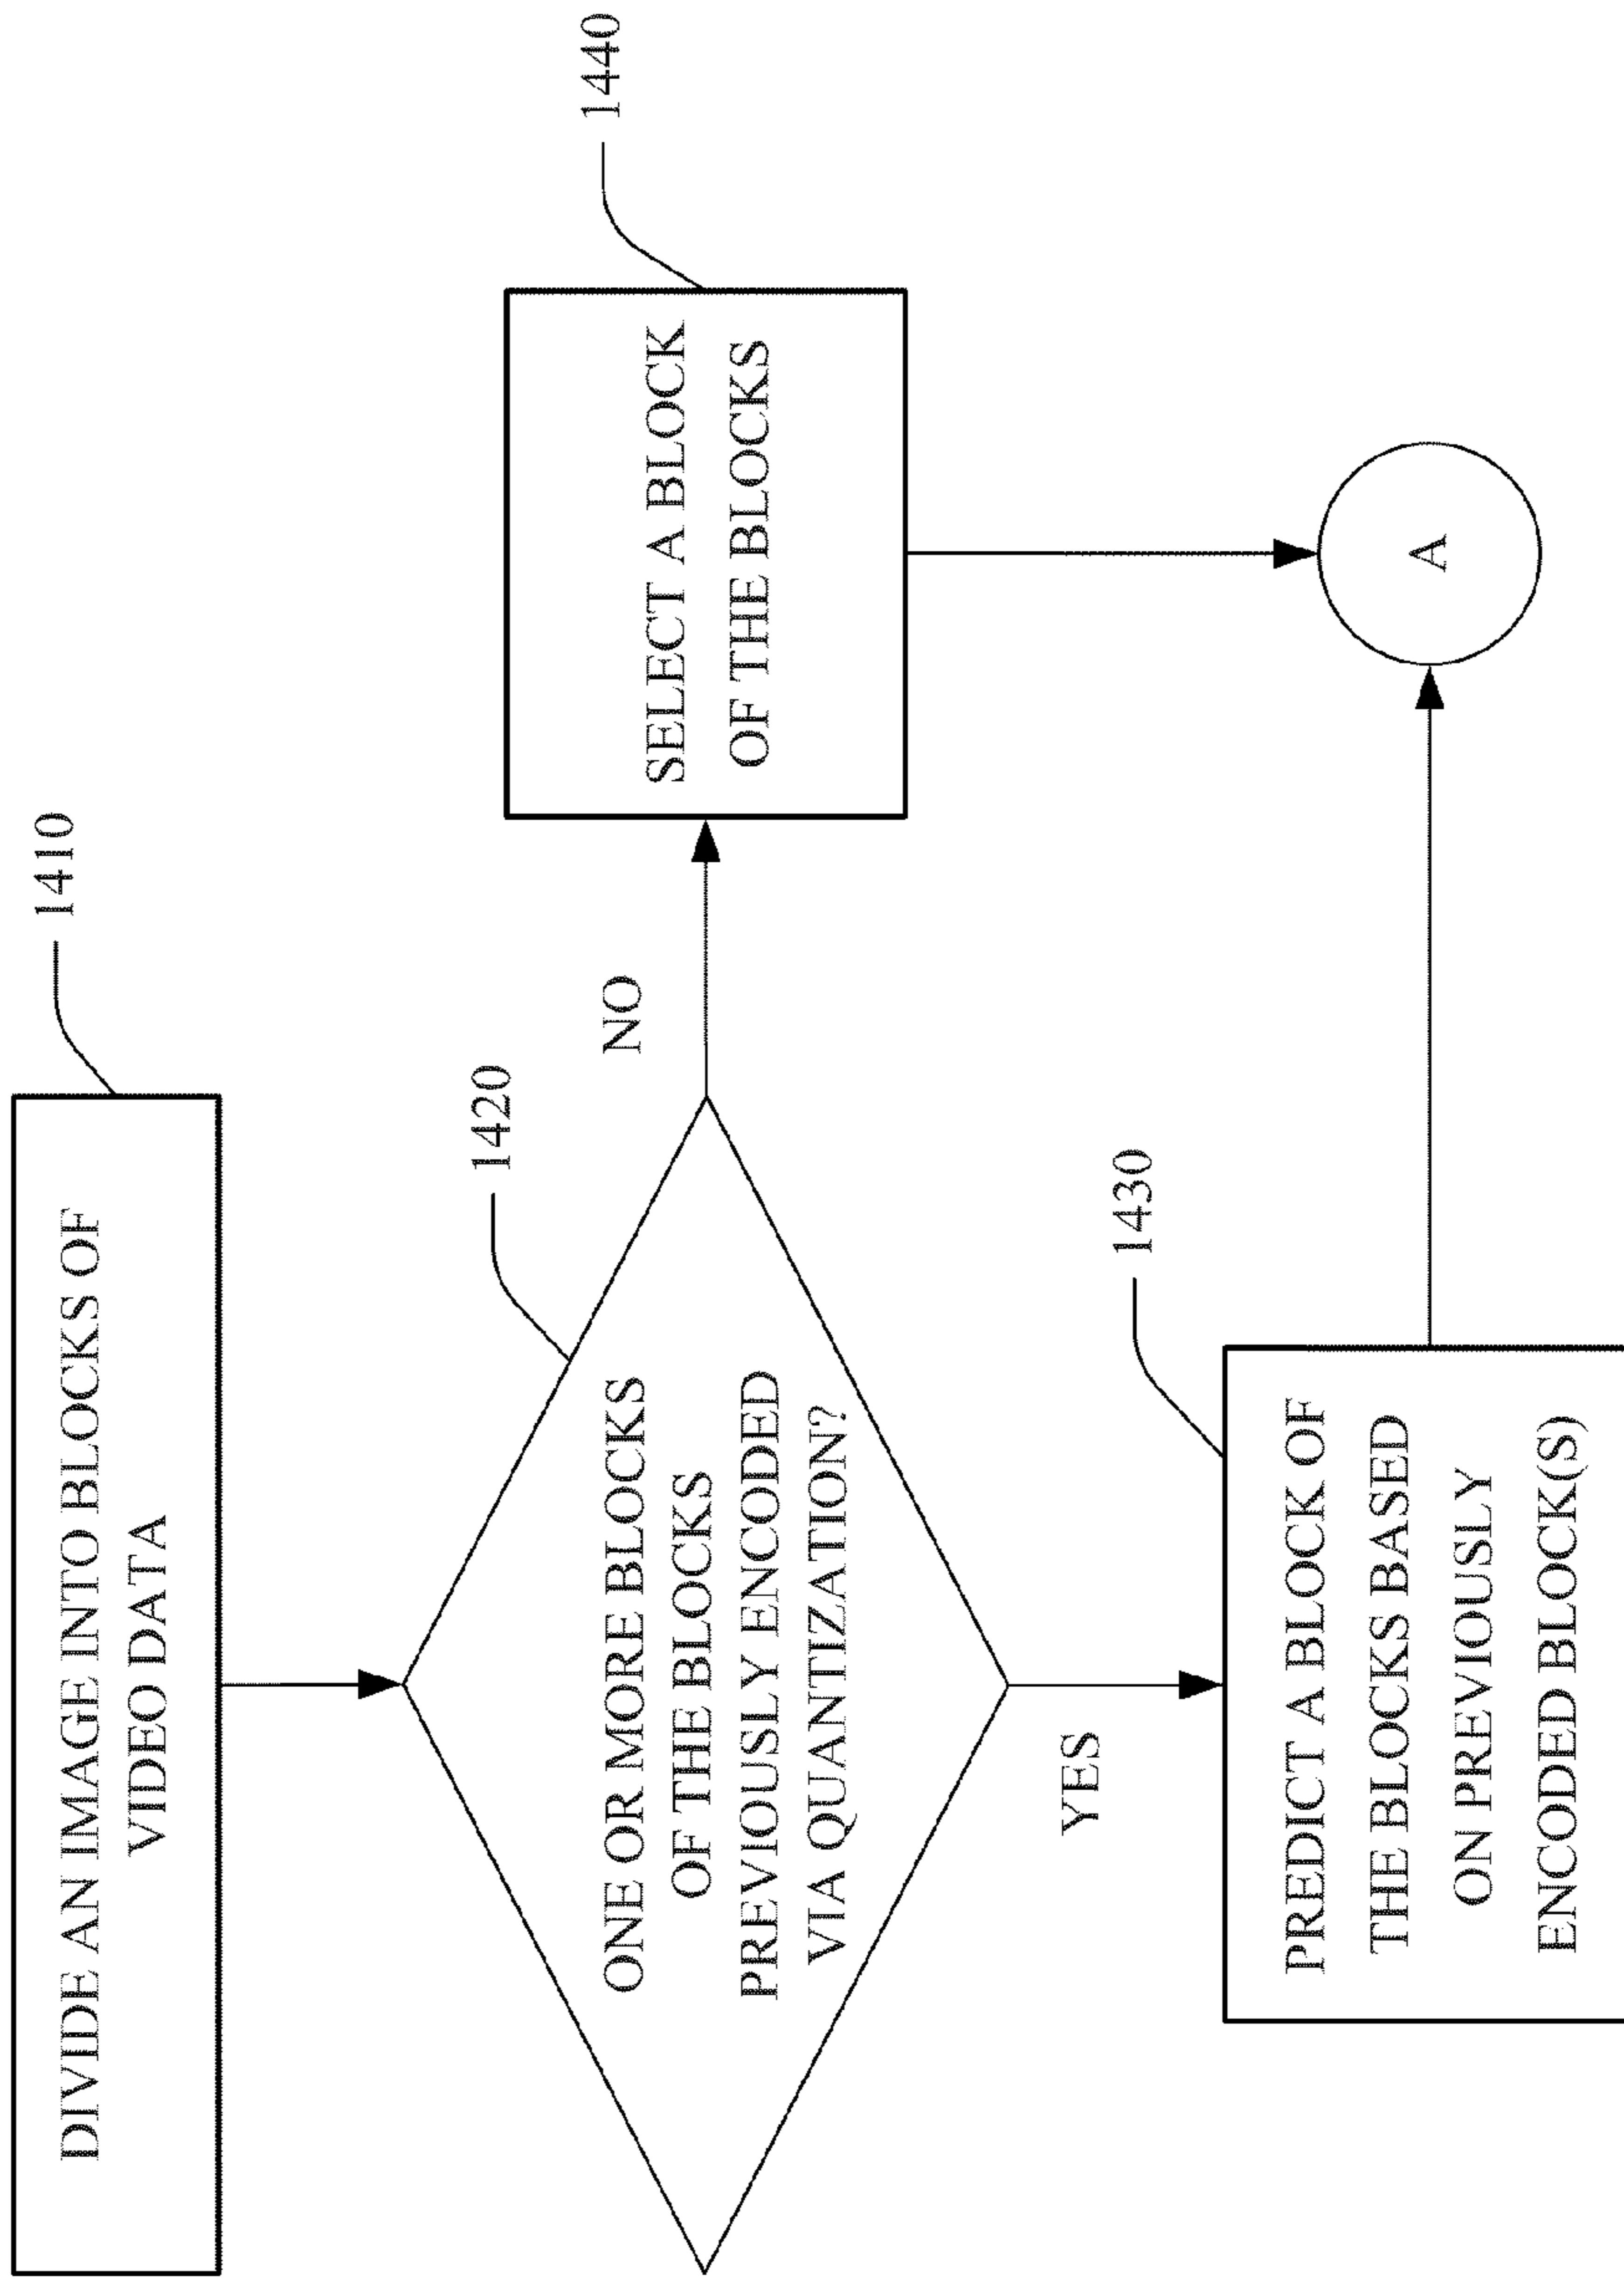 DIVIDE AN IMAGE INTO BLOCKS OF
VIDEO DATA
1410
ONE OR MORE BLOCKS
OF THE BLOCKS
PREVIOUSLY ENCODED
VIA QUANTIZATION?
1420
NO
SELECT A BLOCK
OF THE BLOCKS
1440
YES
PREDICT A BLOCK OF
THE BLOCKS BASED
ON PREVIOUSLY
ENCODED BLOCK(S)
1430
A